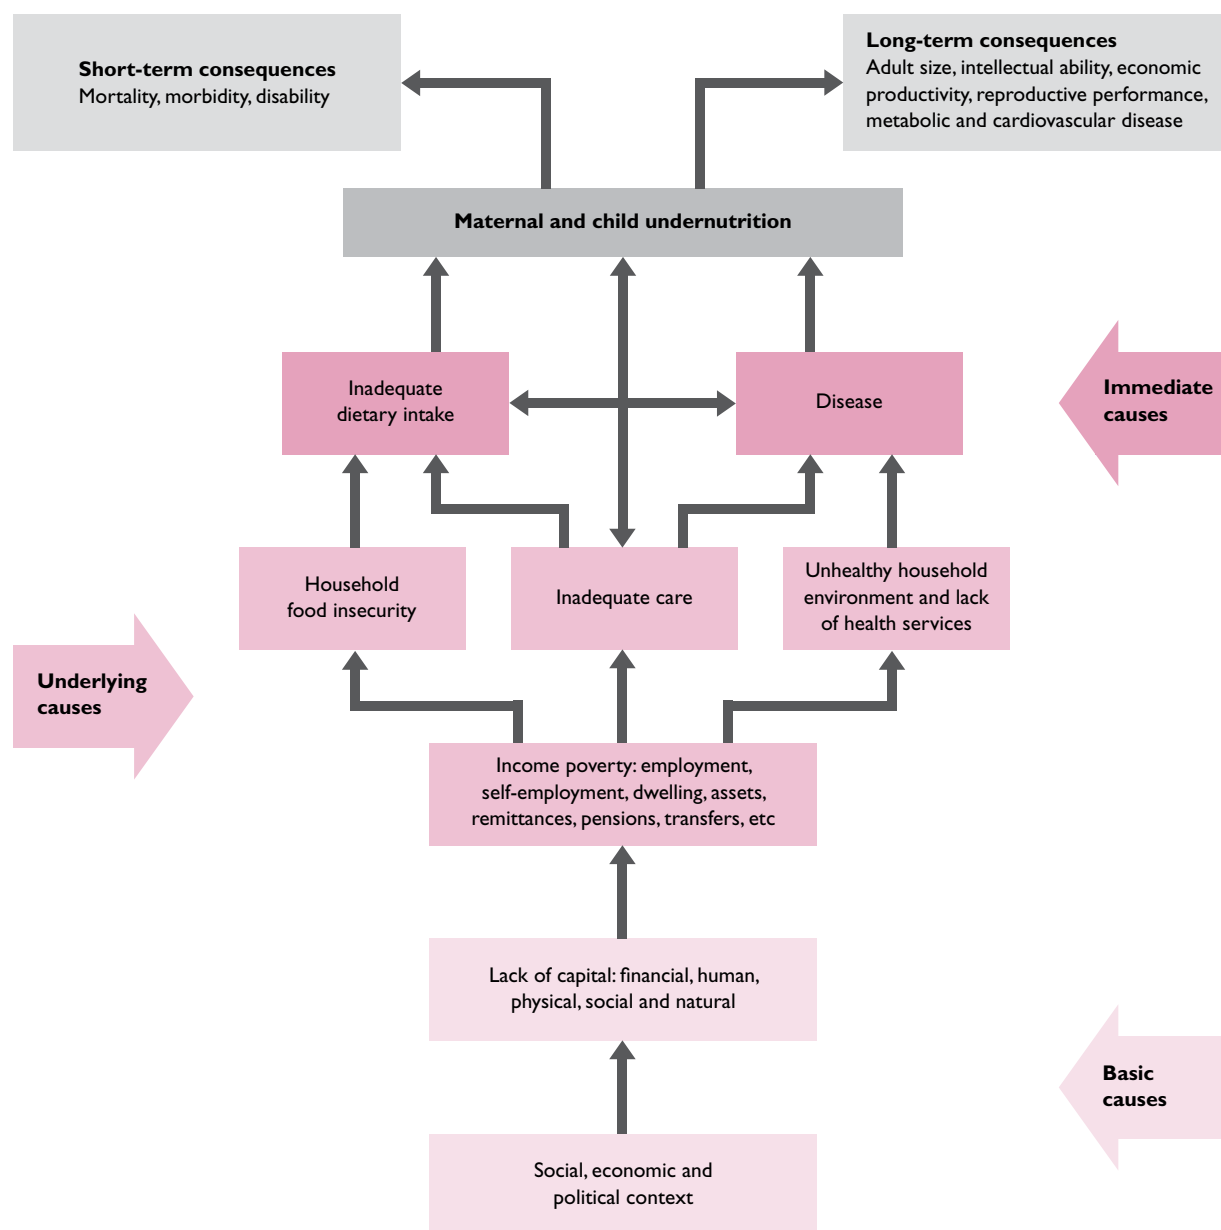 Short-term consequences
Mortality, morbidity, disability
Long-term consequences
Adult size, intellectual ability, economic
productivity, reproductive performance,
metabolic and cardiovascular disease
Maternal and child undernutrition
Inadequate
dietary intake
Disease
Immediate
causes
Household
food insecurity
Inadequate care
Unhealthy household
environment and lack
of health services
Underlying
causes
Income poverty: employment,
self-employment, dwelling, assets,
remittances, pensions, transfers, etc
Lack of capital: financial, human,
physical, social and natural
Basic
causes
Social, economic and
political context